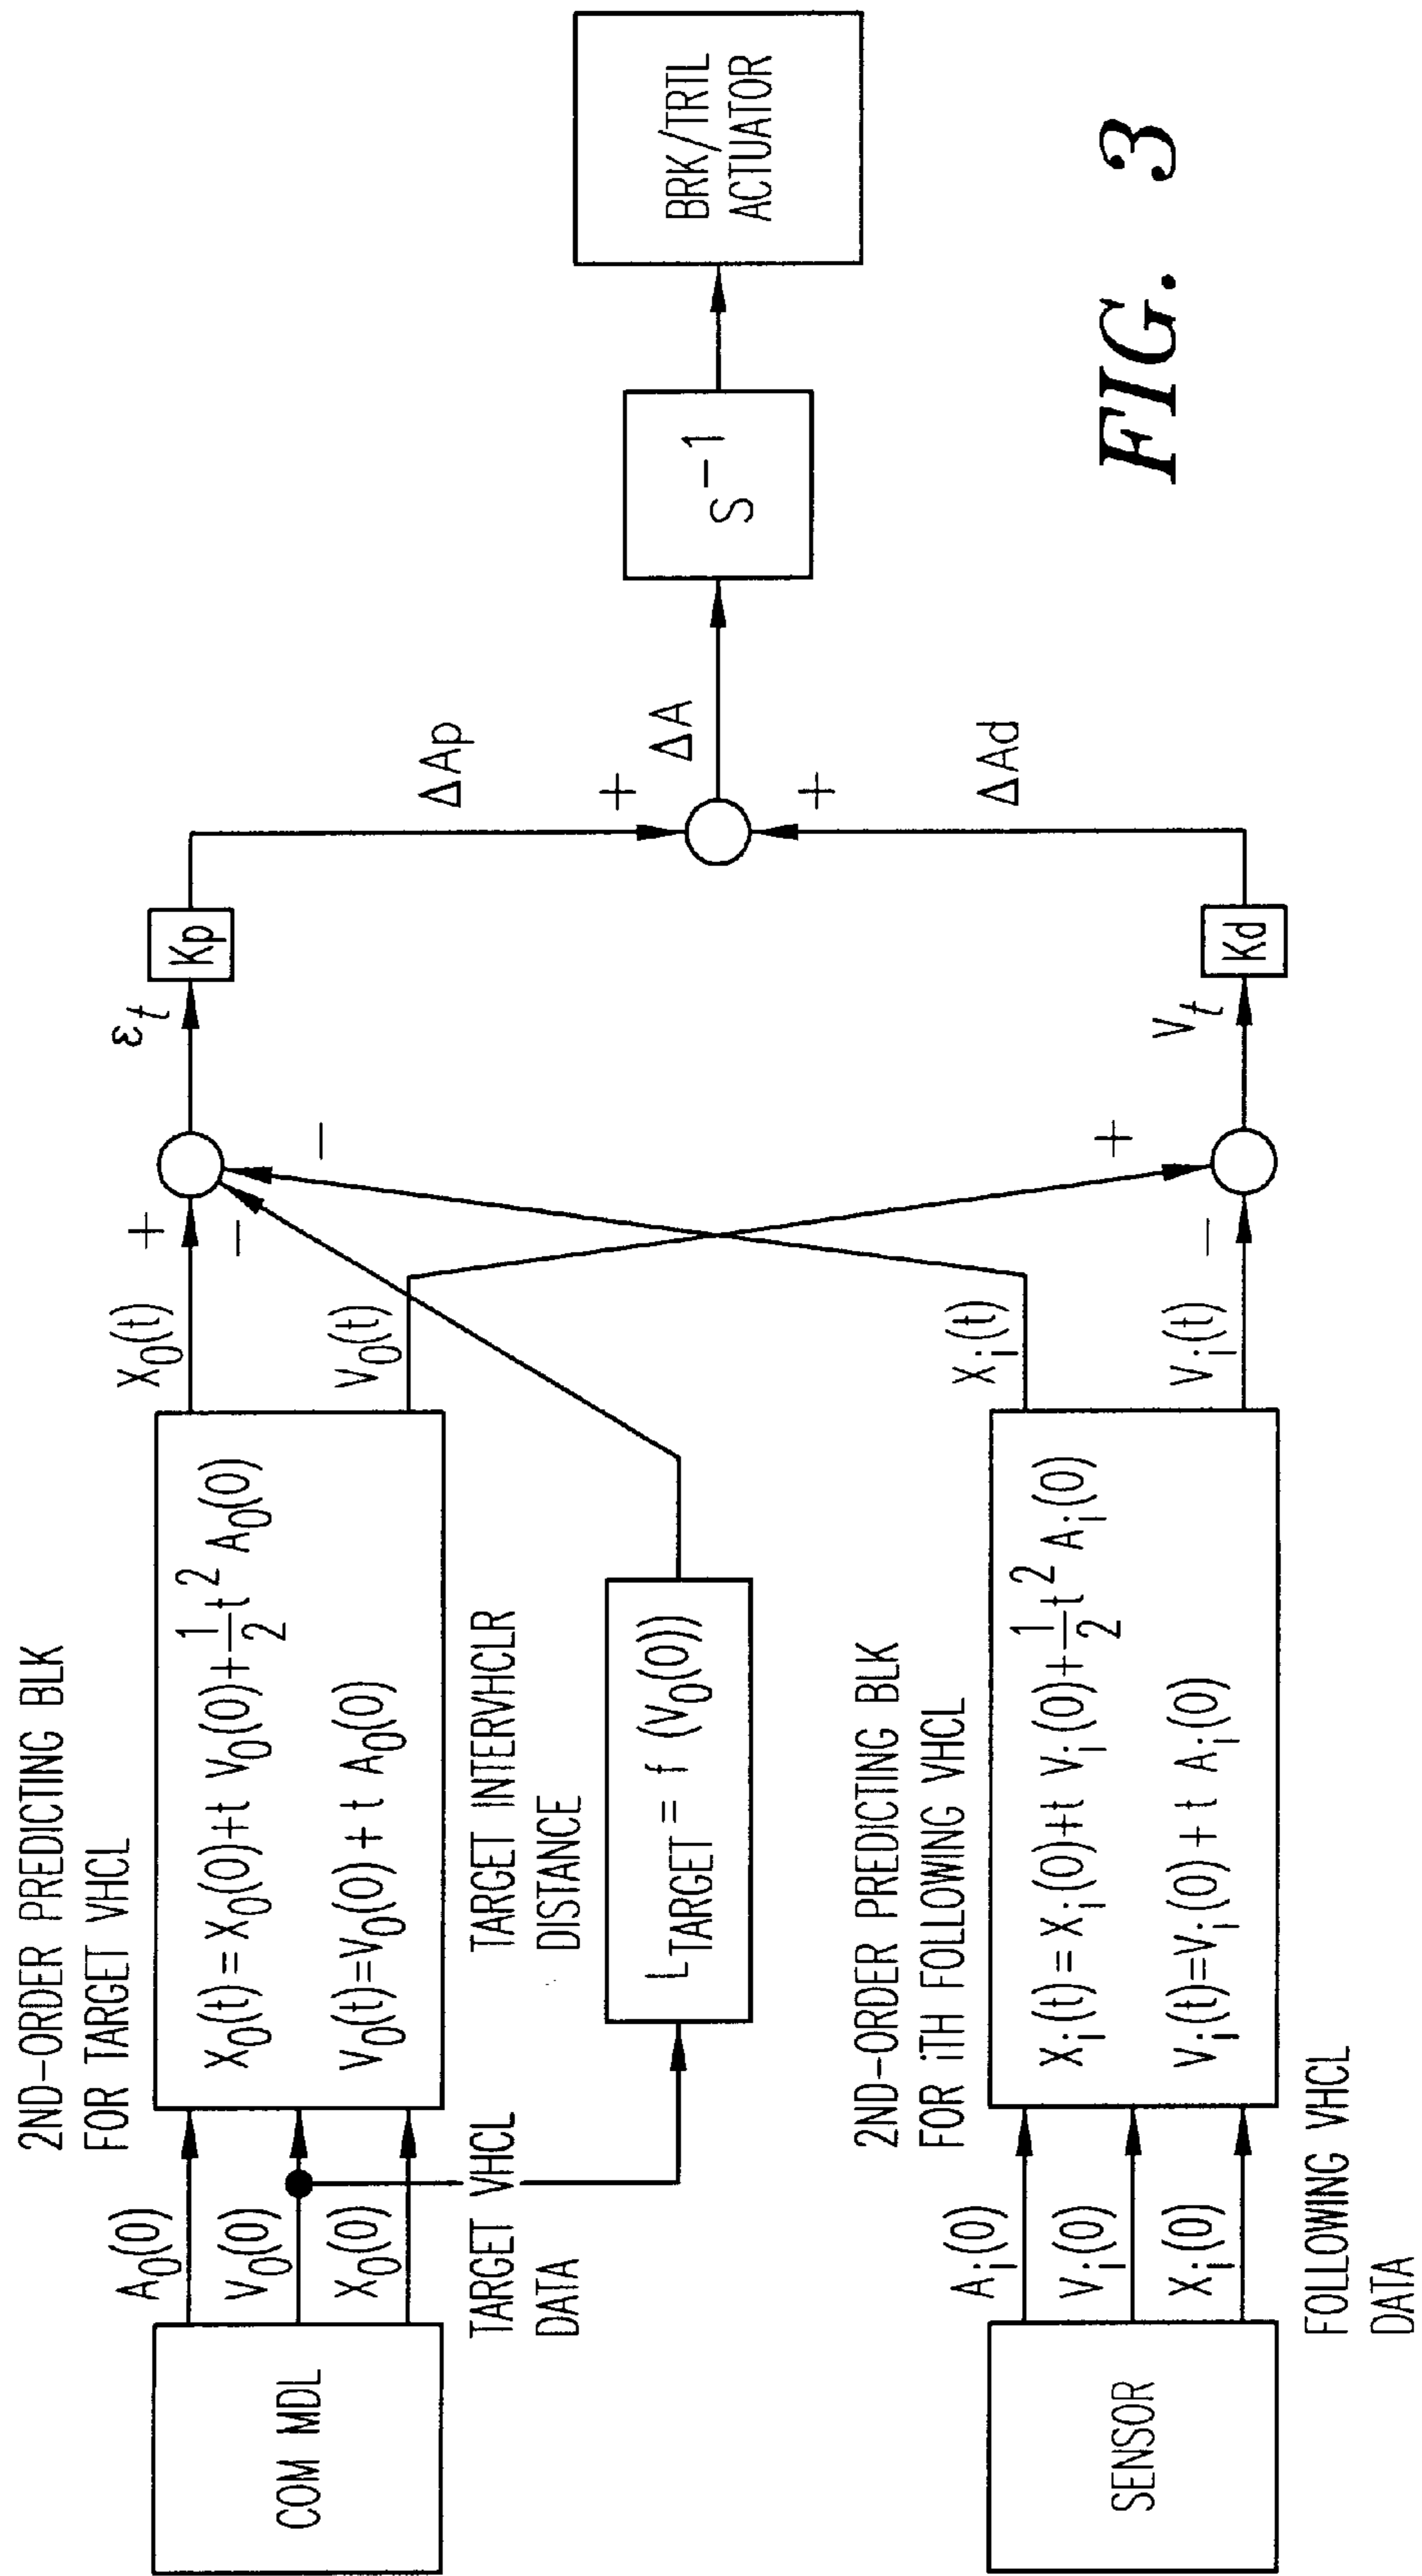 2ND-ORDER PREDICTING BLK
FOR TARGET VHCL
COM MDL
A₀(0)
V₀(0)
X₀(0)
TARGET VHCL
DATA
X₀(t) = X₀(0)+t V₀(0)+½t² A₀(0)
V₀(t)=V₀(0)+ t A₀(0)
X₀(t)
V₀(t)
TARGET INTERVHCLR
DISTANCE
L_TARGET = f (V₀(0))
2ND-ORDER PREDICTING BLK
FOR iTH FOLLOWING VHCL
SENSOR
Aᵢ(0)
Vᵢ(0)
Xᵢ(0)
FOLLOWING VHCL
DATA
Xᵢ(t) = Xᵢ(0)+t Vᵢ(0)+½t² Aᵢ(0)
Vᵢ(t)=Vᵢ(0)+ t Aᵢ(0)
Xᵢ(t)
Vᵢ(t)
+
−
−
+
−
εₜ
Vₜ
Kp
Kd
ΔAp
+
ΔA
+
ΔAd
S⁻¹
BRK/TRTL
ACTUATOR
FIG. 3